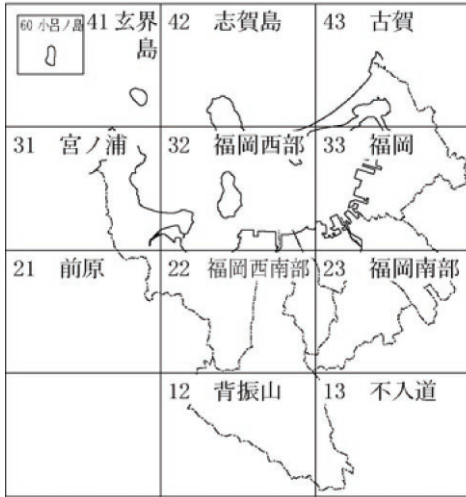 60 小呂ノ島
41 玄界
島
42 志賀島
43 古賀
31 宮ノ浦
32 福岡西部
33 福岡
21 前原
22 福岡西南部
23 福岡南部
12 背振山
13 不入道